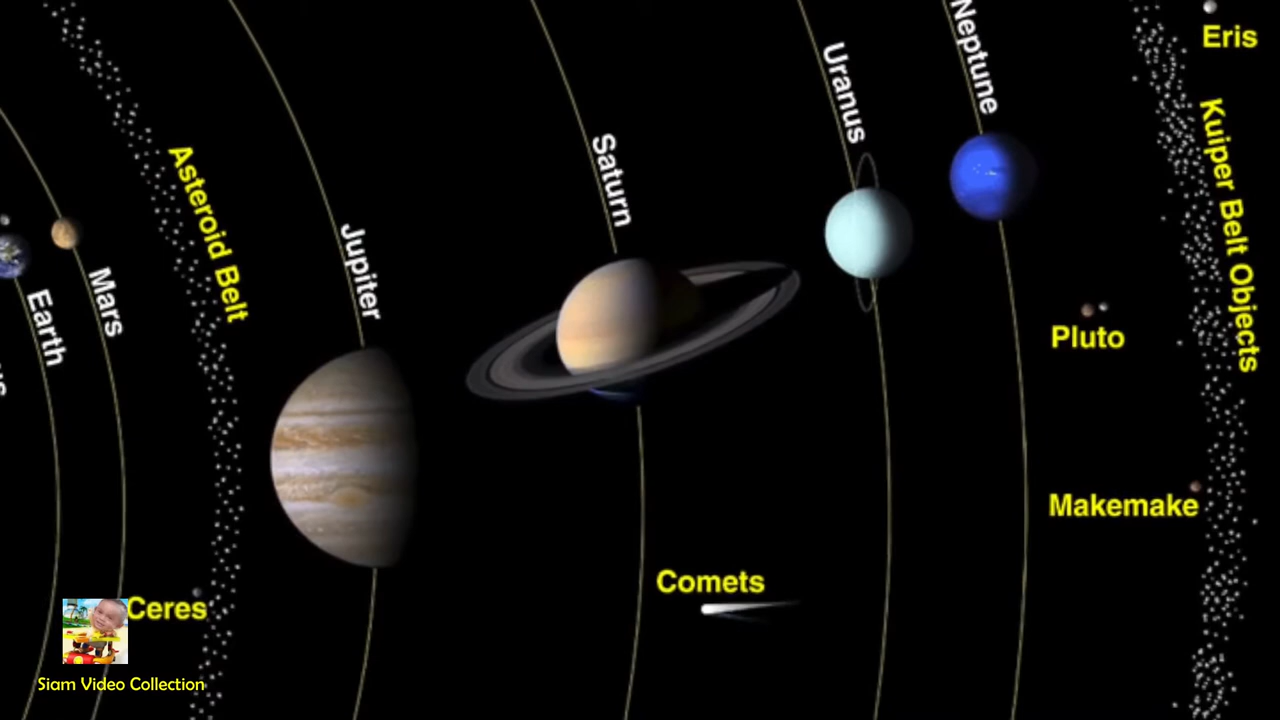 Earth
Mars
Asteroid Belt
Ceres
Jupiter
Saturn
Comets
Uranus
Neptune
Pluto
Makemake
Eris
Kuiper Belt Objects
Siam Video Collection